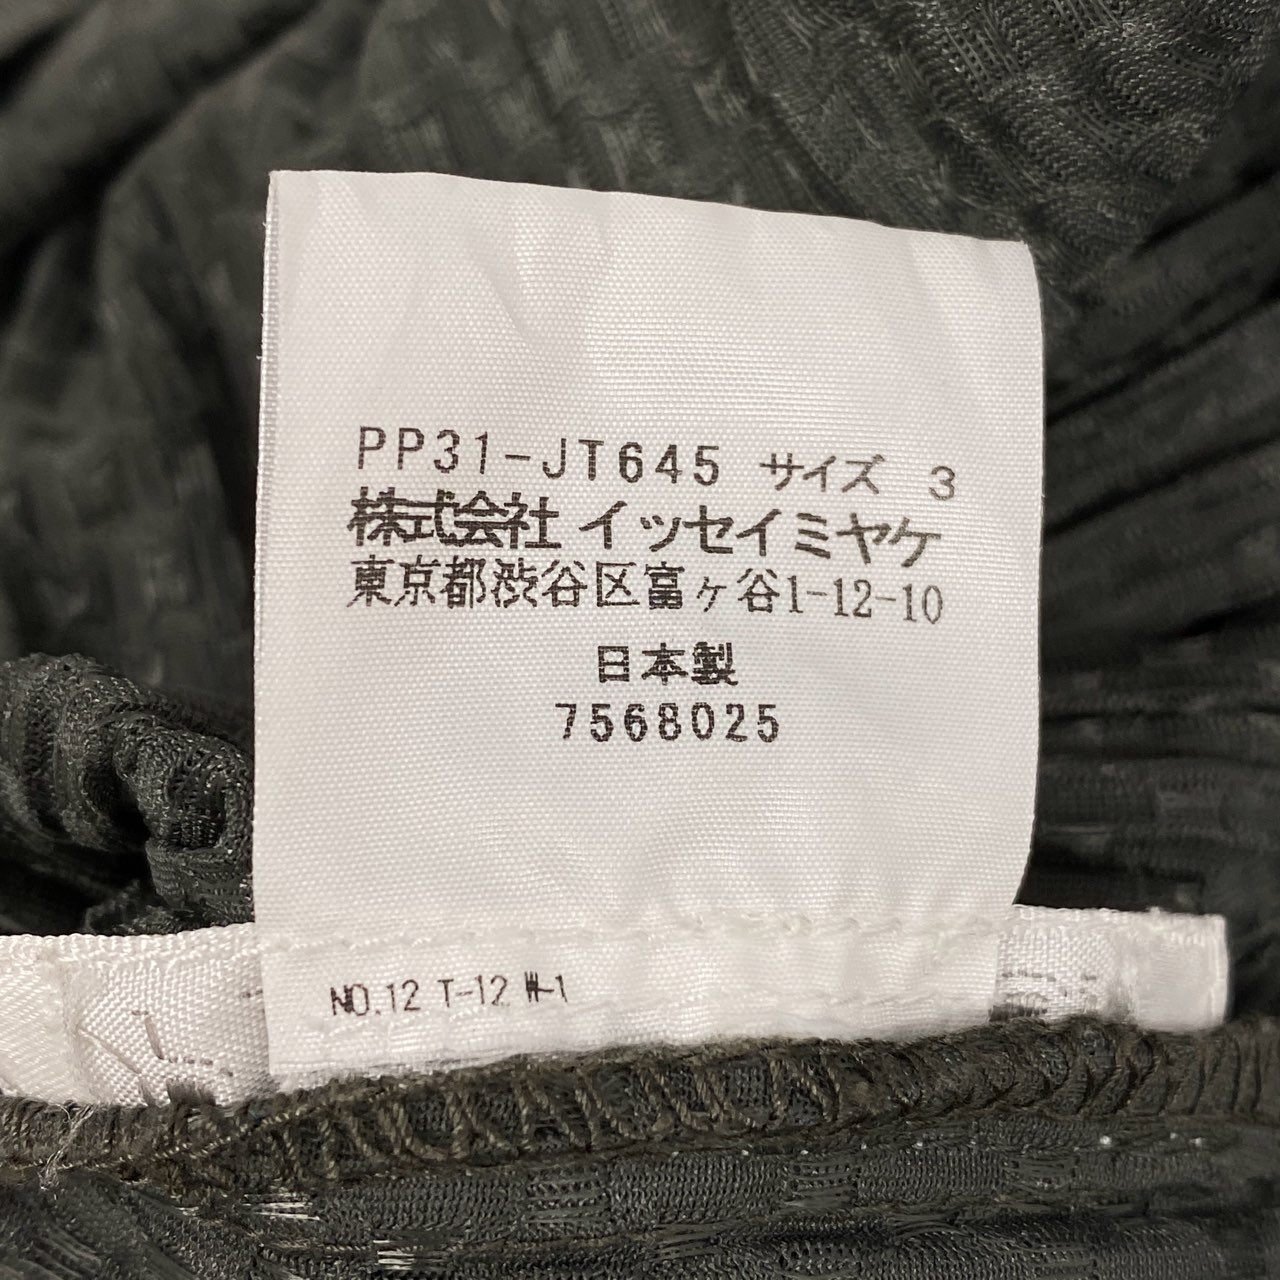 PP31-JT645 サイズ 3
株式会社 イッセイミヤケ
東京都渋谷区富ヶ谷1-12-10
日本製
7568025
NO.12 T-12 W-1